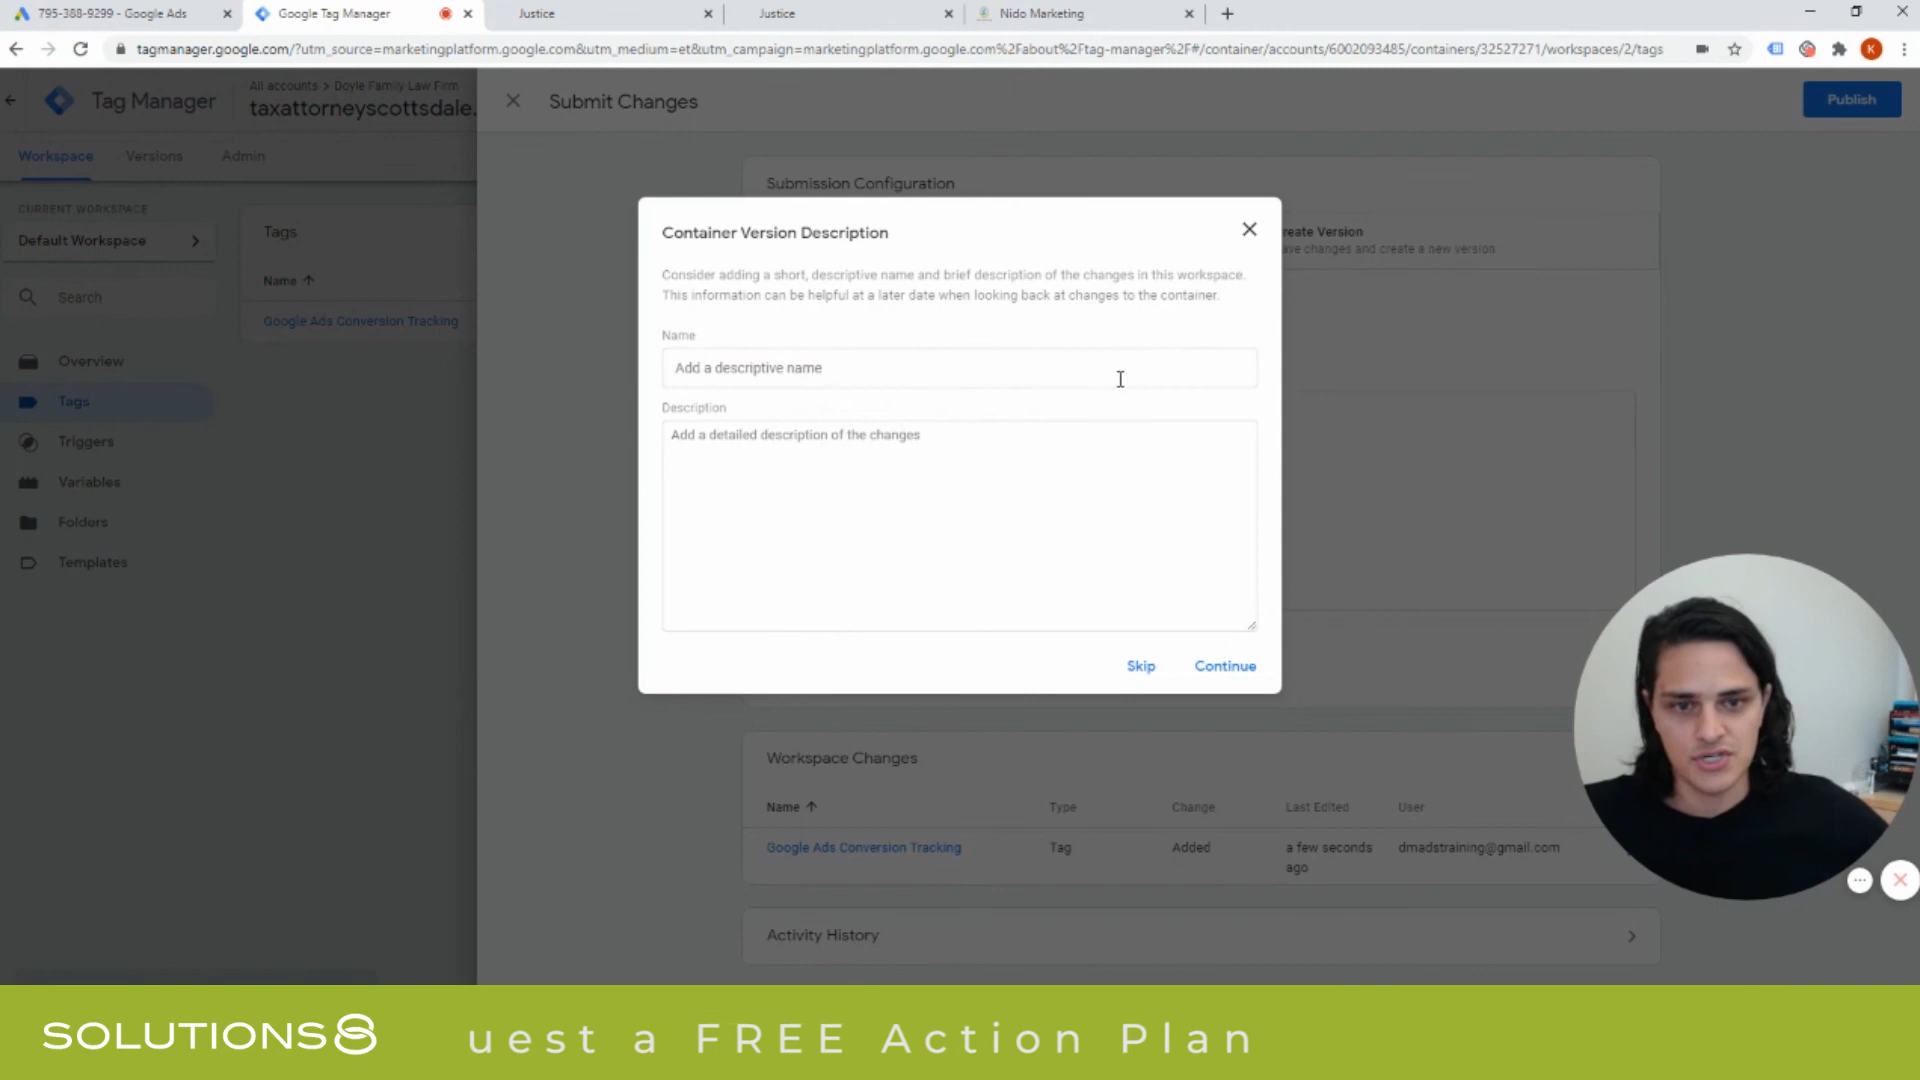 795-388-9299 - Google Ads
Google Tag Manager
Justice
Justice
Nido Marketing
tagmanager.google.com/?utm_source=marketingplatform.google.com&utm_medium=et&utm_campaign=marketingplatform.google.com%2Fabout%2Ftag-manager%2F#/container/accounts/6002093485/containers/32527271/workspaces/2/tags
K
Tag Manager
All accounts > Doyle Family Law Firm
taxattorneyscottsdale.
Submit Changes
Publish
Workspace
Versions
Admin
CURRENT WORKSPACE
Default Workspace
Search
Overview
Tags
Triggers
Variables
Folders
Templates
Tags
Name
Google Ads Conversion Tracking
Submission Configuration
reate Version
ave changes and create a new version
Container Version Description
Consider adding a short, descriptive name and brief description of the changes in this workspace.
This information can be helpful at a later date when looking back at changes to the container.
Name
Add a descriptive name
Description
Add a detailed description of the changes
Skip
Continue
Workspace Changes
Name
Type
Change
Last Edited
User
Google Ads Conversion Tracking
Tag
Added
a few seconds
ago
dmadstraining@gmail.com
Activity History
SOLUTIONS8
uest a FREE Action Plan